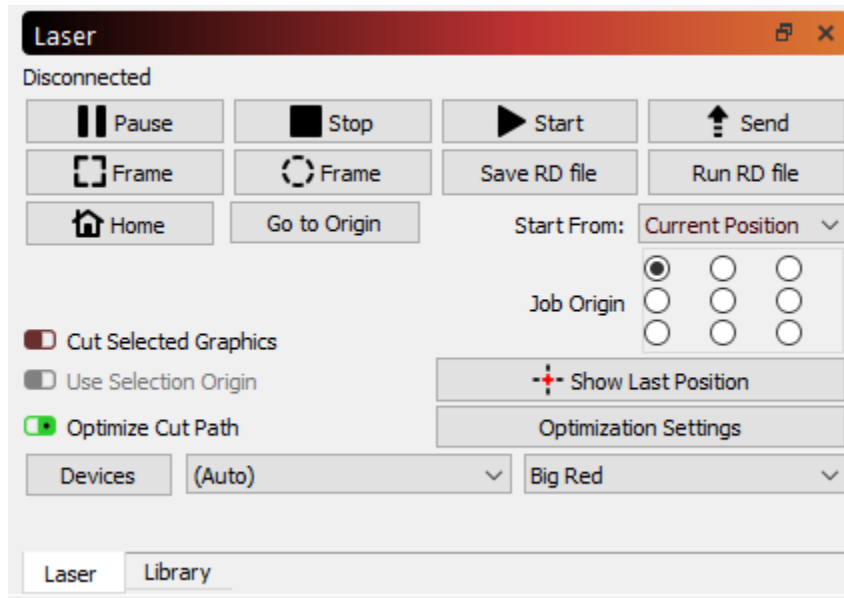 Laser
Disconnected
Pause Stop Start Send
Frame Frame Save RD file Run RD file
Home Go to Origin Start From: Current Position
Job Origin
Cut Selected Graphics
Use Selection Origin Show Last Position
Optimize Cut Path Optimization Settings
Devices (Auto) Big Red
Laser Library